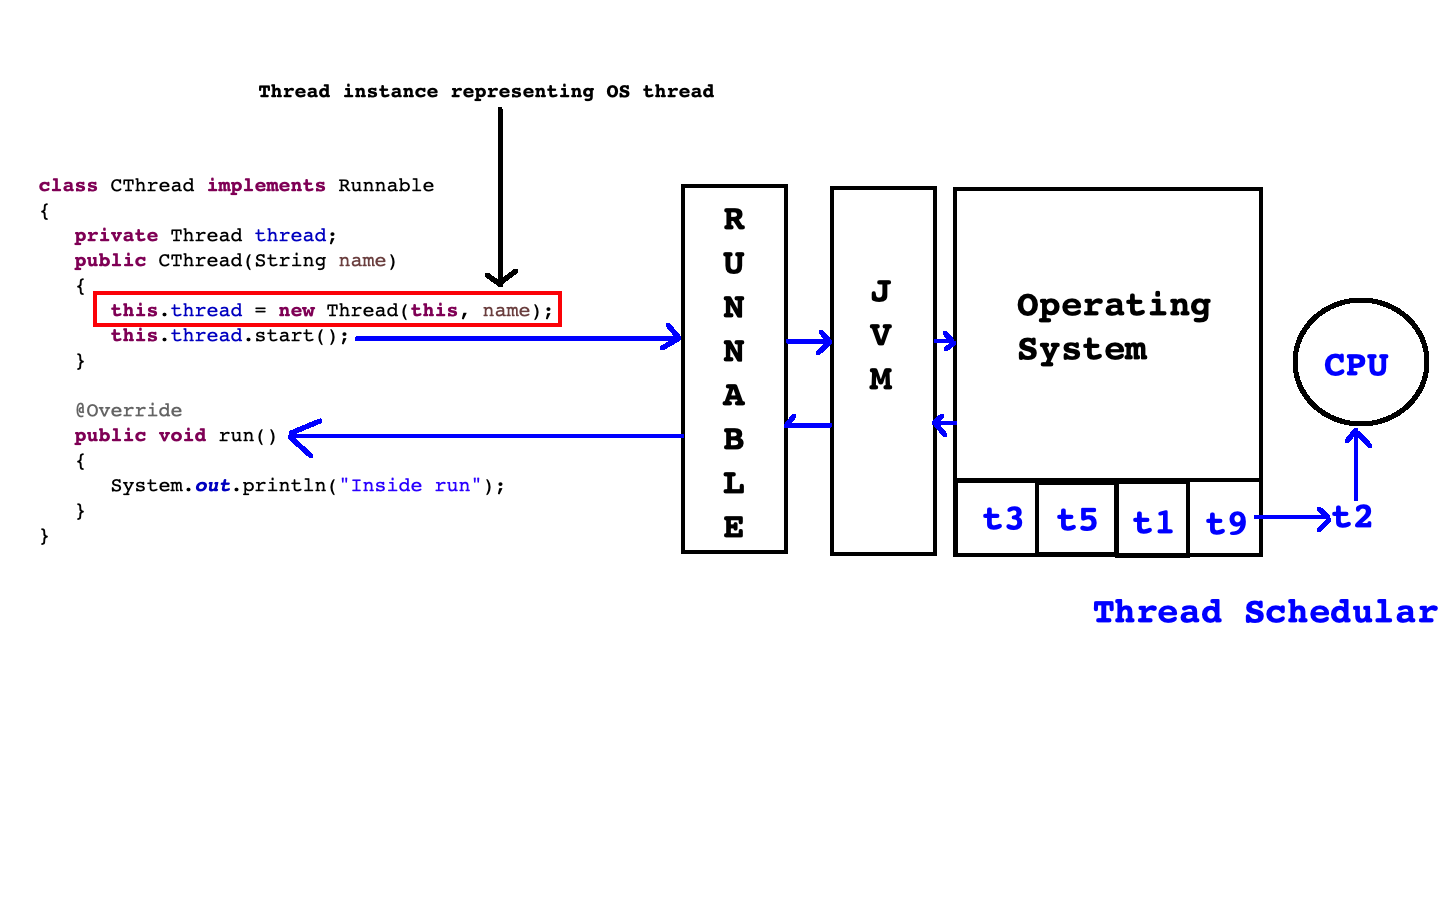 Thread instance representing OS thread
class CThread implements Runnable
{
private Thread thread;
public CThread(String name)
{
this.thread = new Thread(this, name);
this.thread.start();
}
@Override
public void run()
{
System.out.println("Inside run");
}
}
R
U
N
N
A
B
L
E
J
V
M
Operating
System
CPU
t3 t5 t1 t9 t2
Thread Schedular